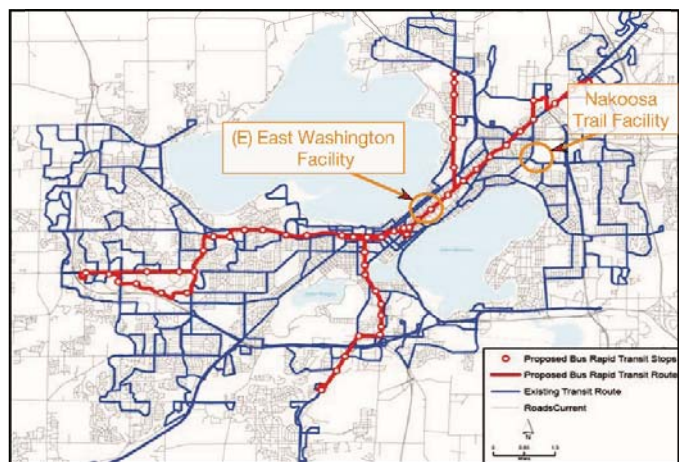 Nakoosa
Trail Facility
(E) East Washington
Facility
Proposed Bus Rapid Transit Stops
Proposed Bus Rapid Transit Route
Existing Transit Route
RoadsCurrent
N
Miles